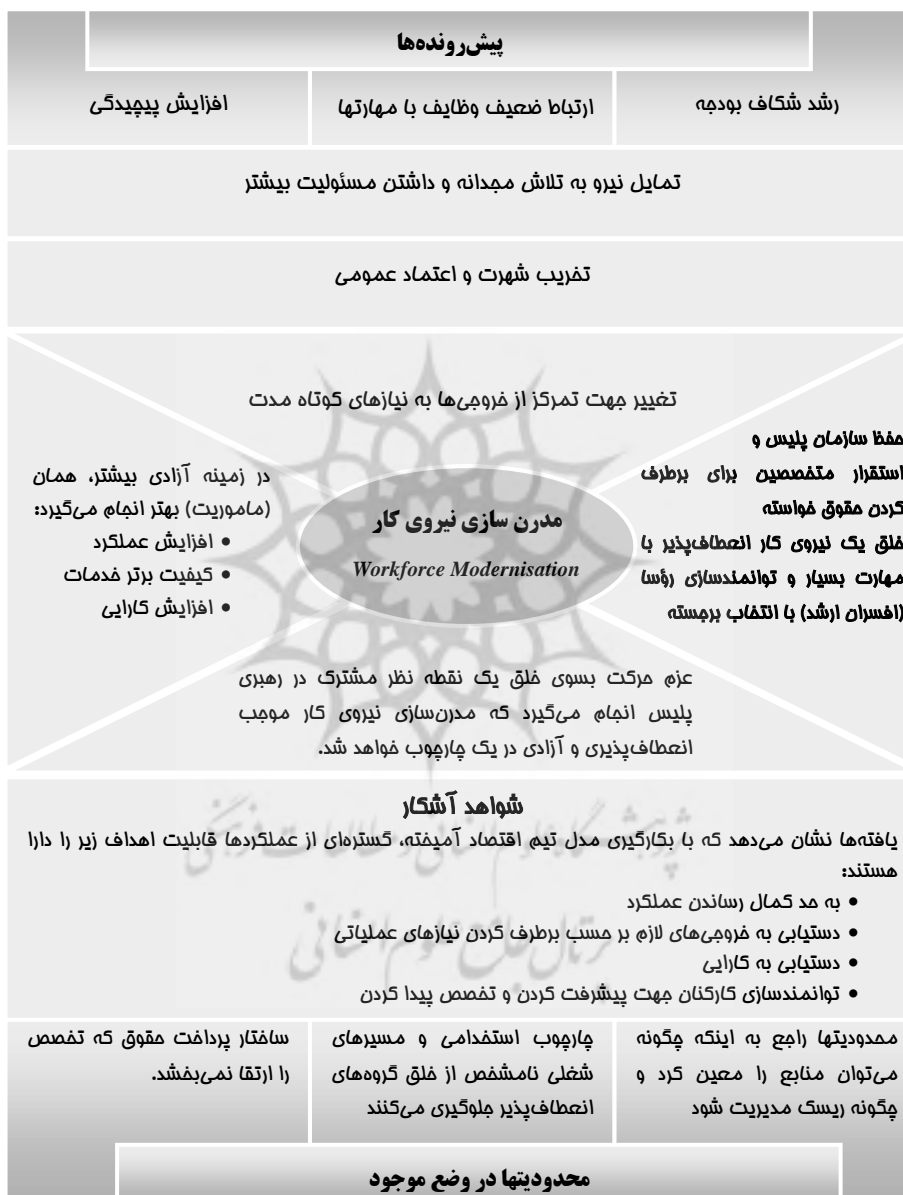 پیش‌رونده‌ها
رشد شکاف بودجه
ارتباط ضعیف وظایف با مهارتها
افزایش پیچیدگی
تمایل نیرو به تلاش مجدانه و داشتن مسئولیت بیشتر
تخریب شهرت و اعتماد عمومی
تغییر جهت تمرکز از خروجی‌ها به نیازهای کوتاه مدت
حفظ سازمان پلیس و
استقرار متخصصین برای برطرف
کردن حقوق خواسته
خلق یک نیروی کار انعطاف‌پذیر با
مهارت بسیار و توانمندسازی رؤسا
(افسران ارشد) با انتخاب برجسته
مدرن سازی نیروی کار
Workforce Modernisation
در زمینه آزادی بیشتر، همان
(ماموریت) بهتر انجام می‌گیرد:
• افزایش عملکرد
• کیفیت برتر خدمات
• افزایش کارایی
عزم حرکت بسوی خلق یک نقطه نظر مشترک در رهبری
پلیس انجام می‌گیرد که مدرن‌سازی نیروی کار موجب
انعطاف‌پذیری و آزادی در یک چارچوب خواهد شد.
شواهد آشکار
یافته‌ها نشان می‌دهد که با بکارگیری مدل تیم اقتصاد آمیخته، گستره‌ای از عملکردها قابلیت اهداف زیر را دارا
هستند:
• به حد کمال رساندن عملکرد
• دستیابی به خروجی‌های لازم بر حسب برطرف کردن نیازهای عملیاتی
• دستیابی به کارایی
• توانمندسازی کارکنان جهت پیشرفت کردن و تخصص پیدا کردن
پژوهشگاه علوم انسانی و مطالعات فرهنگی
پرتال جامع علوم انسانی
محدودیتها راجع به اینکه چگونه
می‌توان منابع را معین کرد و
چگونه ریسک مدیریت شود
چارچوب استخدامی و مسیرهای
شغلی نامشخص از خلق گروه‌های
انعطاف‌پذیر جلوگیری می‌کنند
ساختار پرداخت حقوق که تخصص
را ارتقا نمی‌بخشد.
محدودیتها در وضع موجود